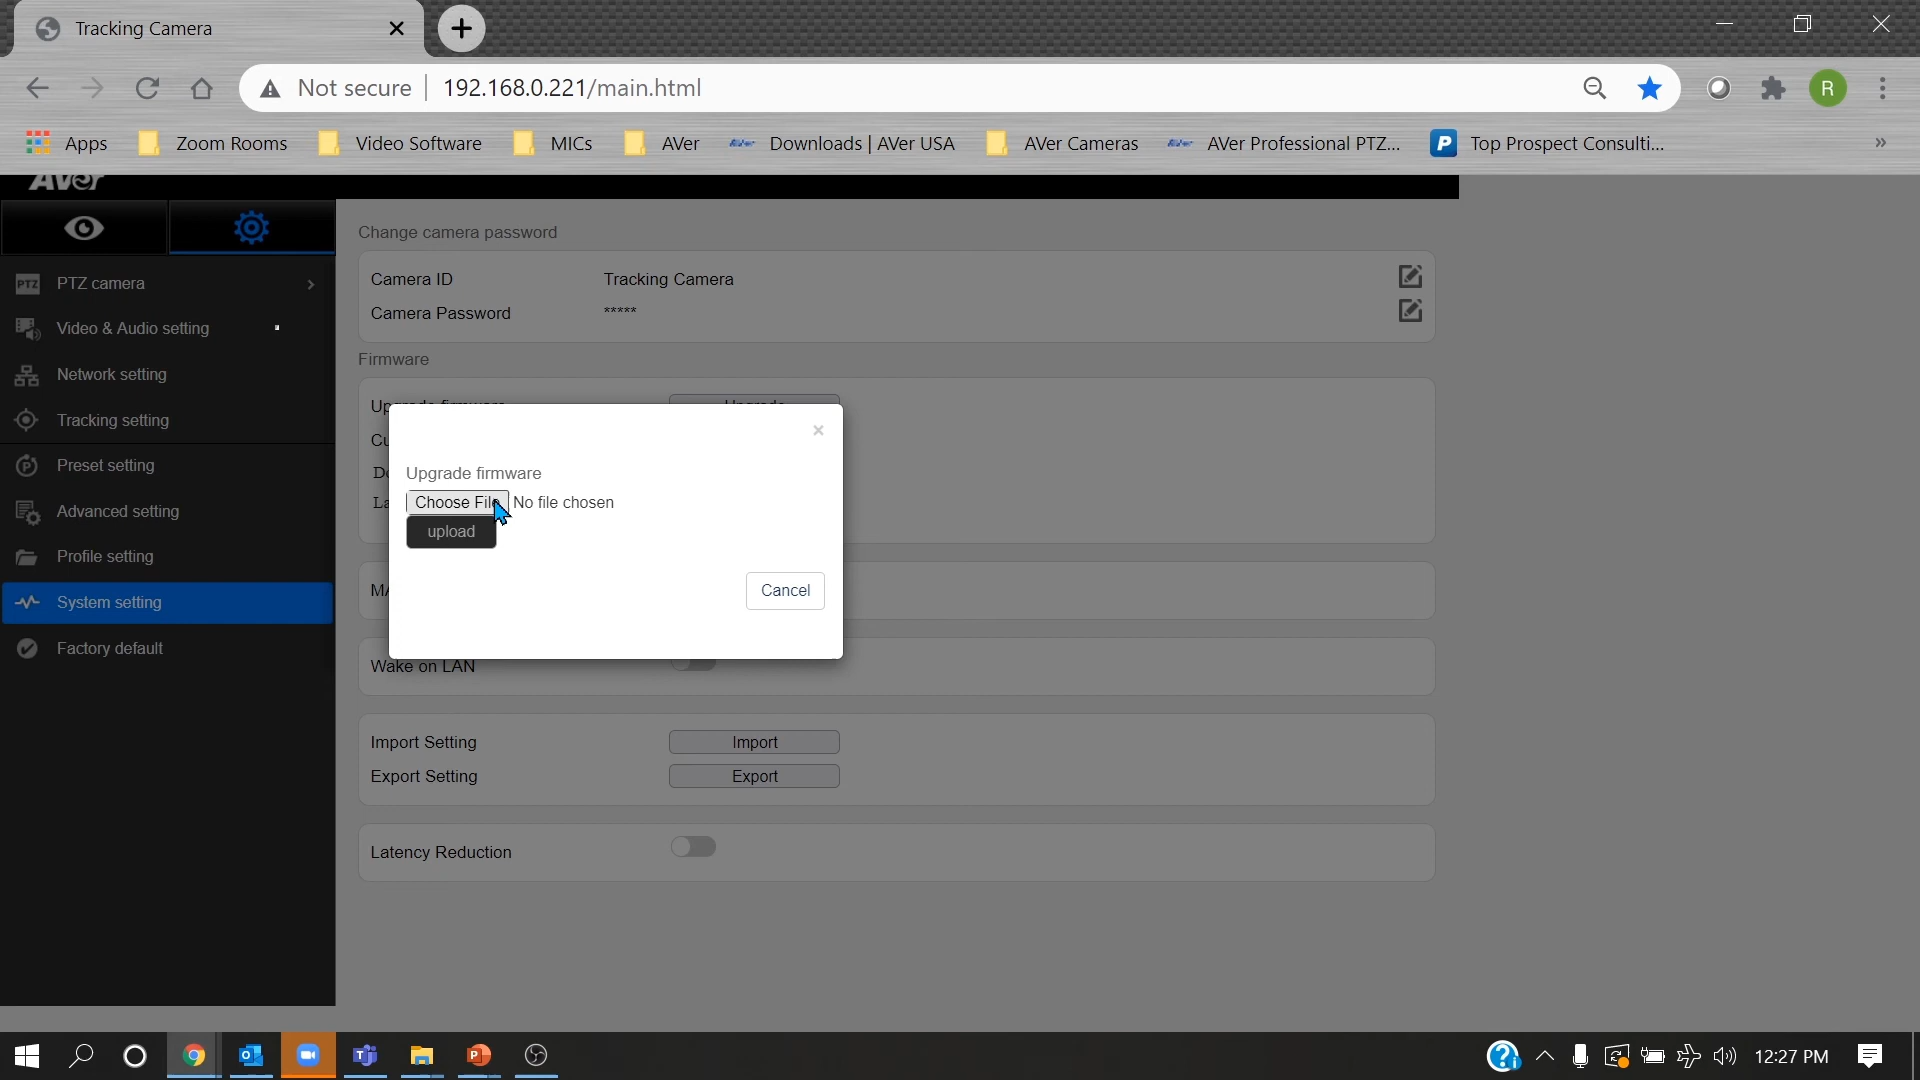 Tracking Camera
Not secure
192.168.0.221/main.html
R
Apps
Zoom Rooms
Video Software
MICs
AVer
Downloads | AVer USA
AVer Cameras
AVer Professional PTZ...
P
Top Prospect Consulti...
»
AVer
PTZ
PTZ camera
Video & Audio setting
Network setting
Tracking setting
Preset setting
Advanced setting
Profile setting
System setting
Factory default
Change camera password
Camera ID
Tracking Camera
Camera Password
*****
Firmware
Upgrade firmware
Upgrade
×
Upgrade firmware
Choose File
No file chosen
upload
Cancel
Wake on LAN
Import Setting
Import
Export Setting
Export
Latency Reduction
12:27 PM